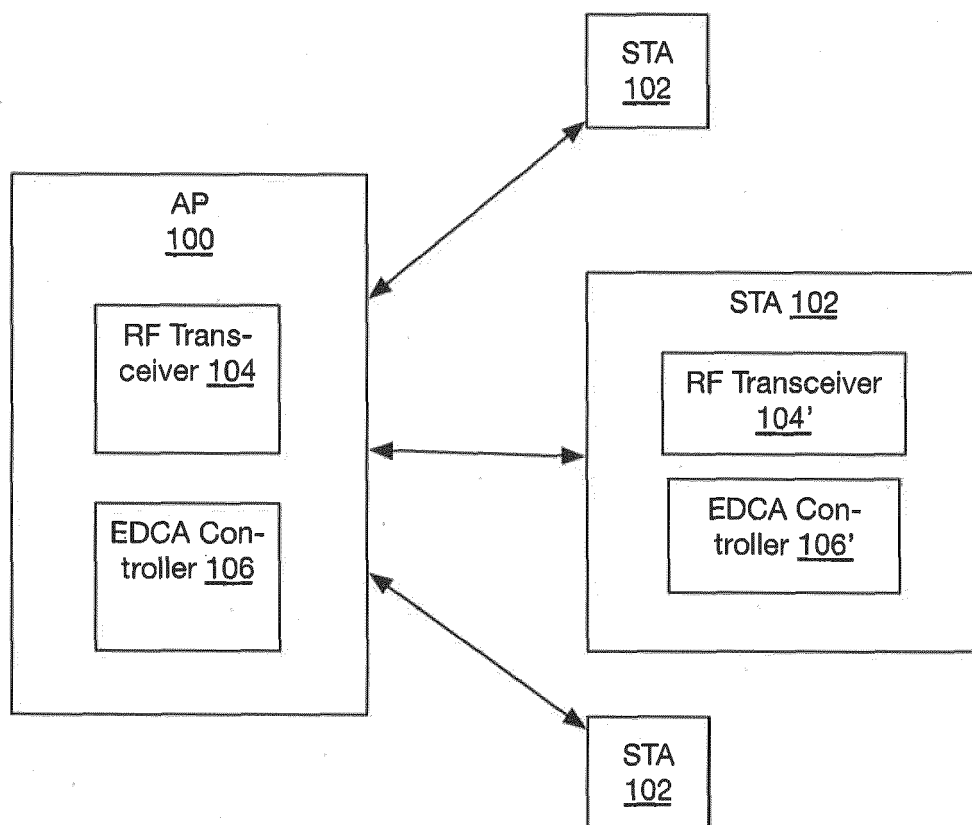 STA
102
AP
100
RF Trans-
ceiver 104
EDCA Con-
troller 106
STA 102
RF Transceiver
104'
EDCA Con-
troller 106'
STA
102